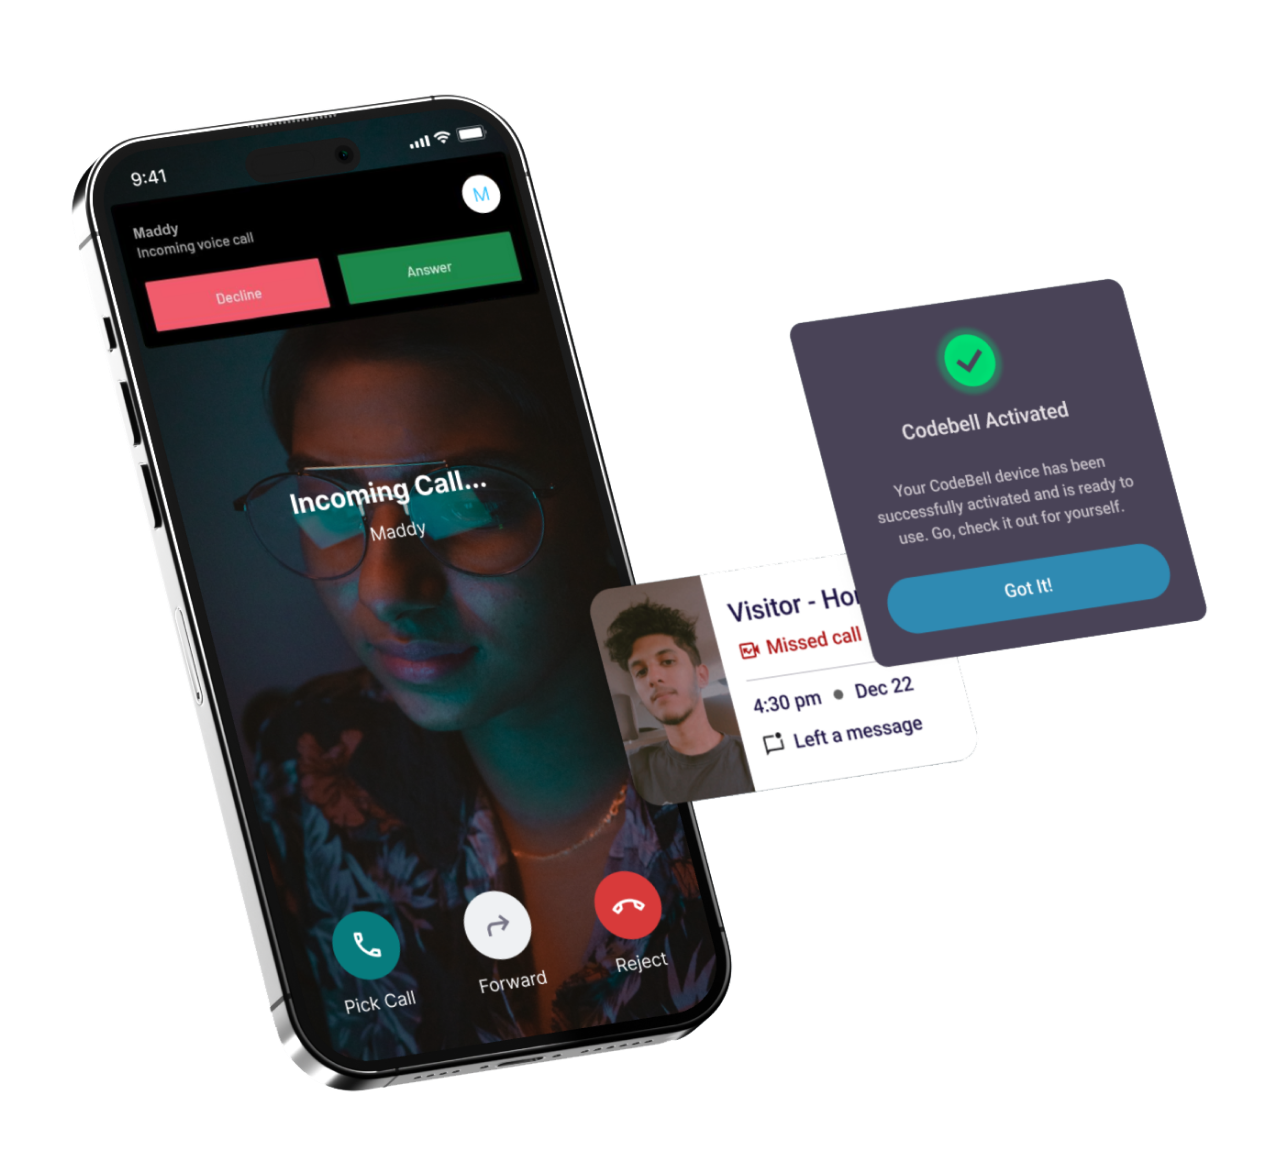 9:41
M
Maddy
Incoming voice call
Decline
Answer
Incoming Call...
Maddy
Pick Call
Forward
Reject
Visitor - Ho
Missed call
4:30 pm ● Dec 22
Left a message
Codebell Activated
Your CodeBell device has been
successfully activated and is ready to
use. Go, check it out for yourself.
Got It!